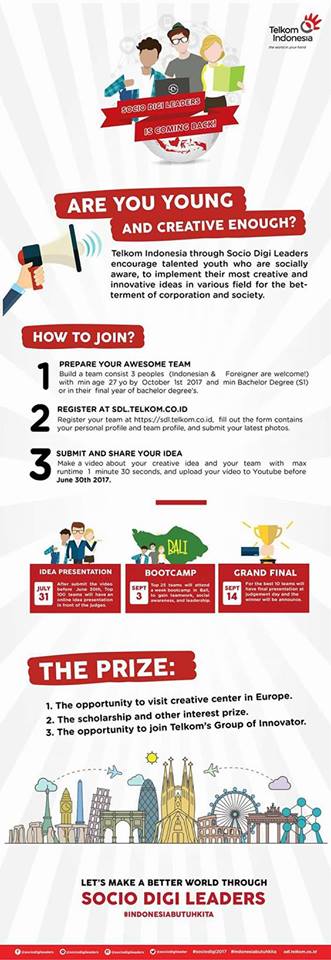 Telkom
Indonesia
the world in your hand
SOCIO DIGI LEADERS
IS COMING BACK!
ARE YOU YOUNG
AND CREATIVE ENOUGH?
Telkom Indonesia through Socio Digi Leaders
encourage talented youth who are socially
aware, to implement their most creative and
innovative ideas in various field for the bet-
terment of corporation and society.
HOW TO JOIN?
1 PREPARE YOUR AWESOME TEAM
Build a team consist 3 peoples (Indonesian & Foreigner are welcome!)
with min age 27 yo by October 1st 2017 and min Bachelor Degree (S1)
or in their final year of bachelor degree's.
2 REGISTER AT SDL.TELKOM.CO.ID
Register your team at https://sdl.telkom.co.id, fill out the form contains
your personal profile and team profile, and submit your latest photos.
3 SUBMIT AND SHARE YOUR IDEA
Make a video about your creative idea and your team with max
runtime 1 minute 30 seconds, and upload your video to Youtube before
June 30th 2017.
BALI
IDEA PRESENTATION
JULY
31
After submit the video
before June 30th, Top
100 teams will have an
online idea presentation
in front of the judges.
BOOTCAMP
SEPT
3
Top 25 teams will attend
a week bootcamp in Bali,
to gain teamwork, social
awareness, and leadership.
GRAND FINAL
SEPT
14
For the best 10 teams will
have final presentation at
judgement day and the
winner will be announce.
THE PRIZE:
1. The opportunity to visit creative center in Europe.
2. The scholarship and other interest prize.
3. The opportunity to join Telkom's Group of Innovator.
LET'S MAKE A BETTER WORLD THROUGH
SOCIO DIGI LEADERS
#INDONESIABUTUHKITA
@sociodigileaders @sociodigileaders @sociodigileaders @sociodigileaders #sociodigi2017 #indonesiabutuhkita sdl.telkom.co.id